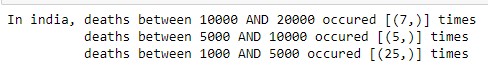 In india, deaths between 10000 AND 20000 occured [(7,)] times
deaths between 5000 AND 10000 occured [(5,)] times
deaths between 1000 AND 5000 occured [(25,)] times